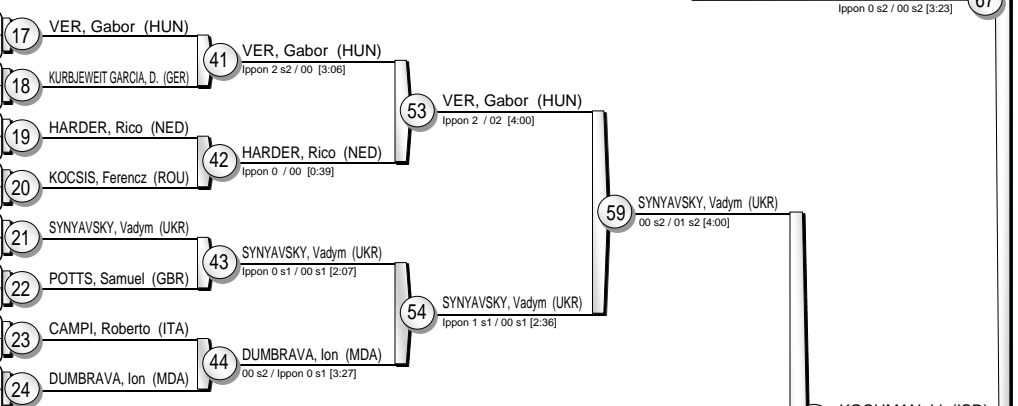 Ippon 0 s2 / 00 s2 [3:23]
67
17 VER, Gabor (HUN)
41 VER, Gabor (HUN)
Ippon 2 s2 / 00 [3:06]
18 KURBJEWEIT GARCIA, D. (GER)
53 VER, Gabor (HUN)
Ippon 2 / 02 [4:00]
19 HARDER, Rico (NED)
42 HARDER, Rico (NED)
Ippon 0 / 00 [0:39]
20 KOCSIS, Ferencz (ROU)
59 SYNYAVSKY, Vadym (UKR)
00 s2 / 01 s2 [4:00]
21 SYNYAVSKY, Vadym (UKR)
43 SYNYAVSKY, Vadym (UKR)
Ippon 0 s1 / 00 s1 [2:07]
22 POTTS, Samuel (GBR)
54 SYNYAVSKY, Vadym (UKR)
Ippon 1 s1 / 00 s1 [2:36]
23 CAMPI, Roberto (ITA)
44 DUMBRAVA, Ion (MDA)
00 s2 / Ippon 0 s1 [3:27]
24 DUMBRAVA, Ion (MDA)